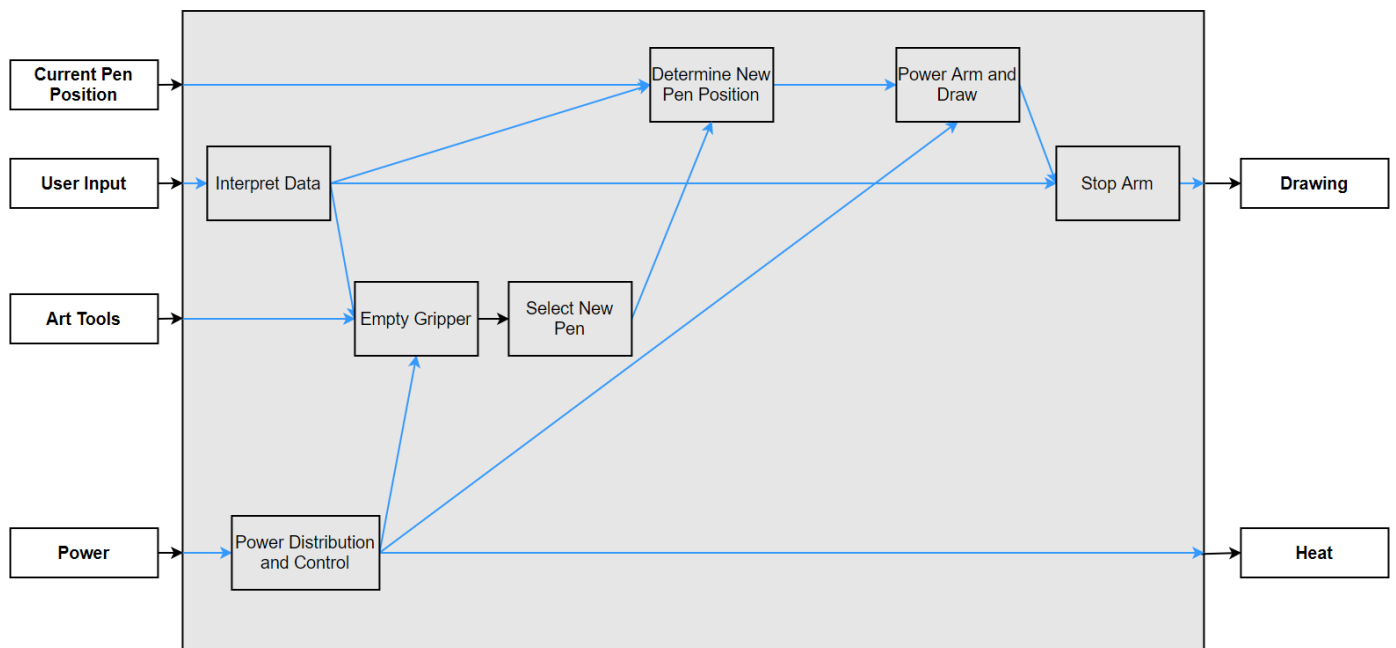 Current Pen
Position
Determine New
Pen Position
Power Arm and
Draw
User Input
Interpret Data
Stop Arm
Drawing
Art Tools
Empty Gripper
Select New
Pen
Power
Power Distribution
and Control
Heat